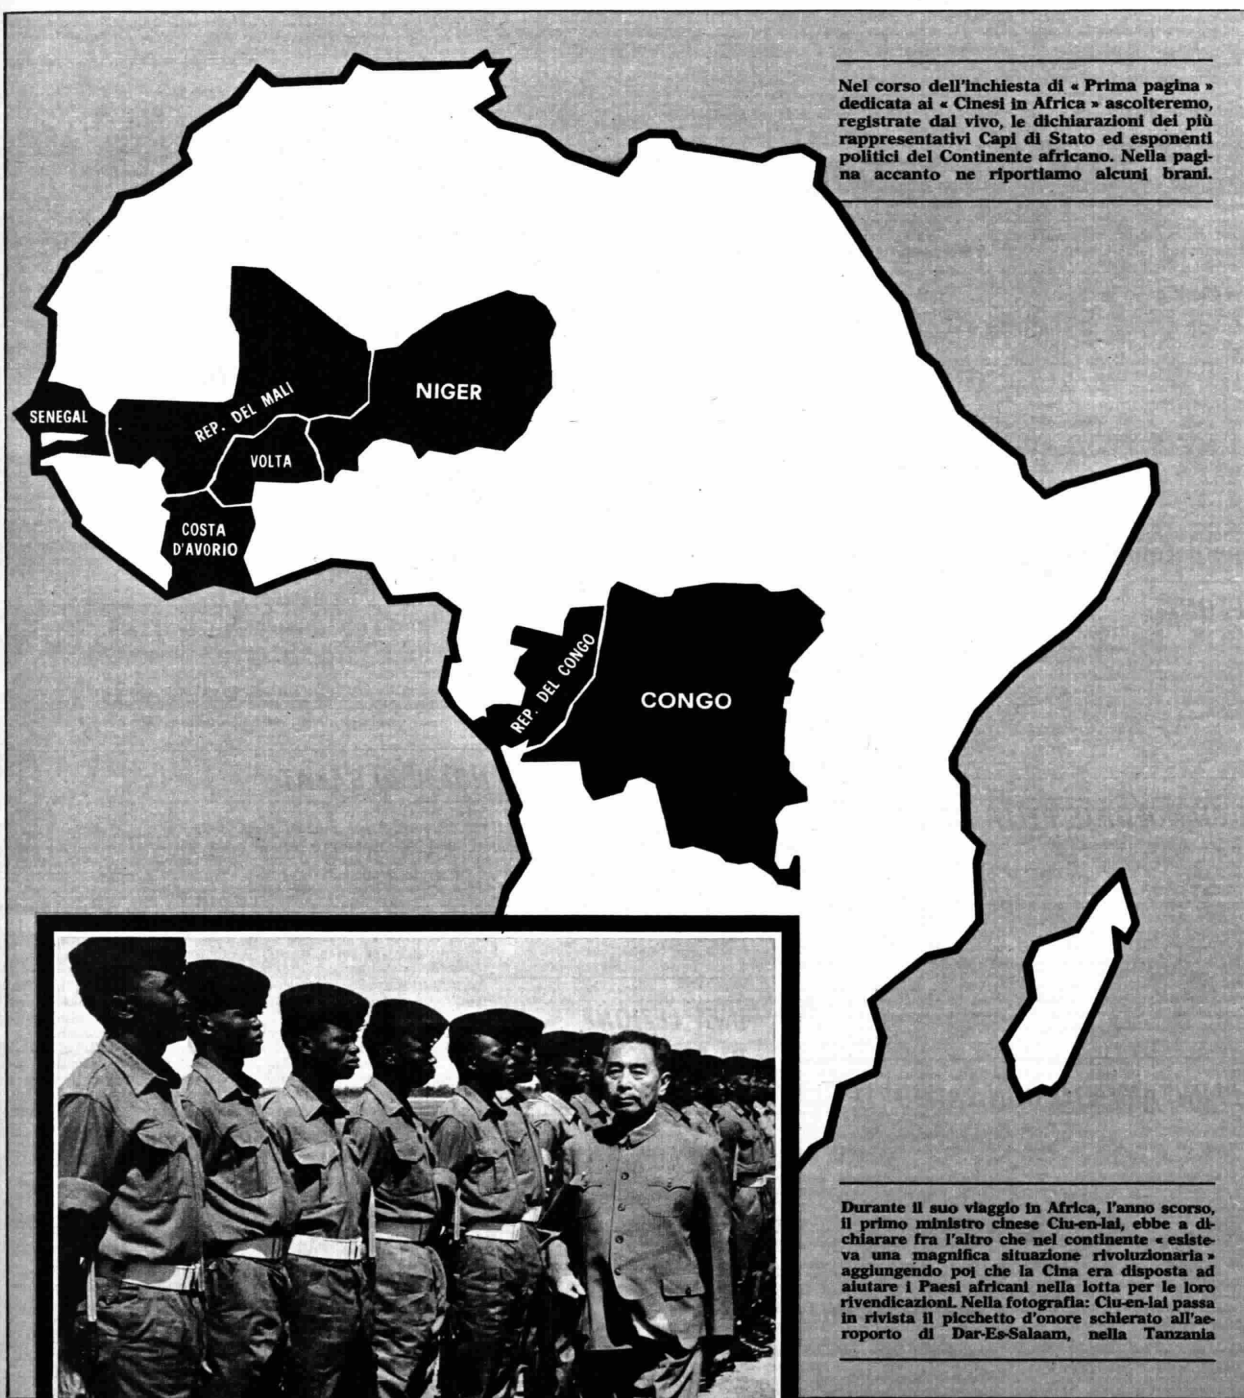 Nel corso dell'inchiesta di « Prima pagina »
dedicata ai « Cinesi in Africa » ascolteremo,
registrate dal vivo, le dichiarazioni dei più
rappresentativi Capi di Stato ed esponenti
politici del Continente africano. Nella pagi-
na accanto ne riportiamo alcuni brani.
SENEGAL
REP. DEL MALI
NIGER
VOLTA
COSTA
D'AVORIO
REP. DEL CONGO
CONGO
Durante il suo viaggio in Africa, l'anno scorso,
il primo ministro cinese Ciu-en-lai, ebbe a di-
chiarare fra l'altro che nel continente « esiste-
va una magnifica situazione rivoluzionaria »
aggiungendo poi che la Cina era disposta ad
aiutare i Paesi africani nella lotta per le loro
rivendicazioni. Nella fotografia: Ciu-en-lai passa
in rivista il picchetto d'onore schierato all'ae-
roporto di Dar-Es-Salaam, nella Tanzania